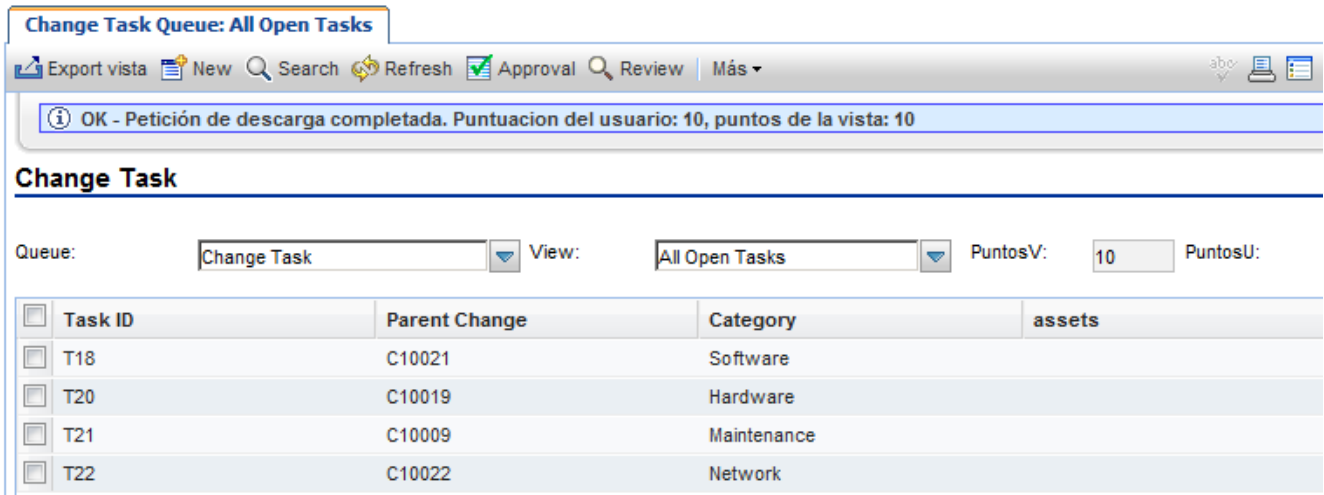 Change Task Queue: All Open Tasks
Export vista New Search Refresh Approval Review Más
abc
OK - Petición de descarga completada. Puntuacion del usuario: 10, puntos de la vista: 10
Change Task
Queue: Change Task View: All Open Tasks PuntosV: 10 PuntosU:
Task ID Parent Change Category assets
T18 C10021 Software
T20 C10019 Hardware
T21 C10009 Maintenance
T22 C10022 Network